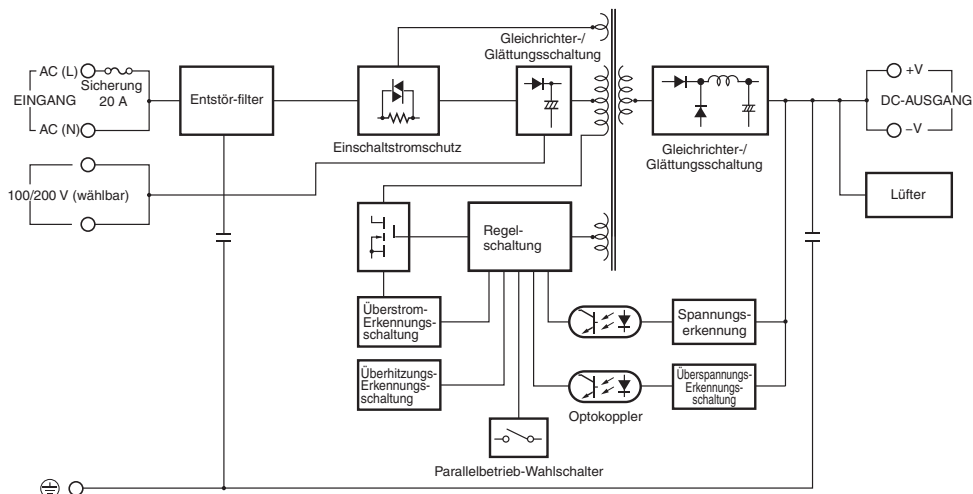 AC (L)
Sicherung
20 A
EINGANG
AC (N)
100/200 V (wählbar)
Entstör-filter
Einschaltstromschutz
Gleichrichter-/
Glättungsschaltung
Gleichrichter-/
Glättungsschaltung
+V
DC-AUSGANG
–V
Lüfter
Regel-
schaltung
Überstrom-
Erkennungs-
schaltung
Überhitzungs-
Erkennungs-
schaltung
Spannungs-
erkennung
Überspannungs-
Erkennungs-
schaltung
Optokoppler
Parallelbetrieb-Wahlschalter